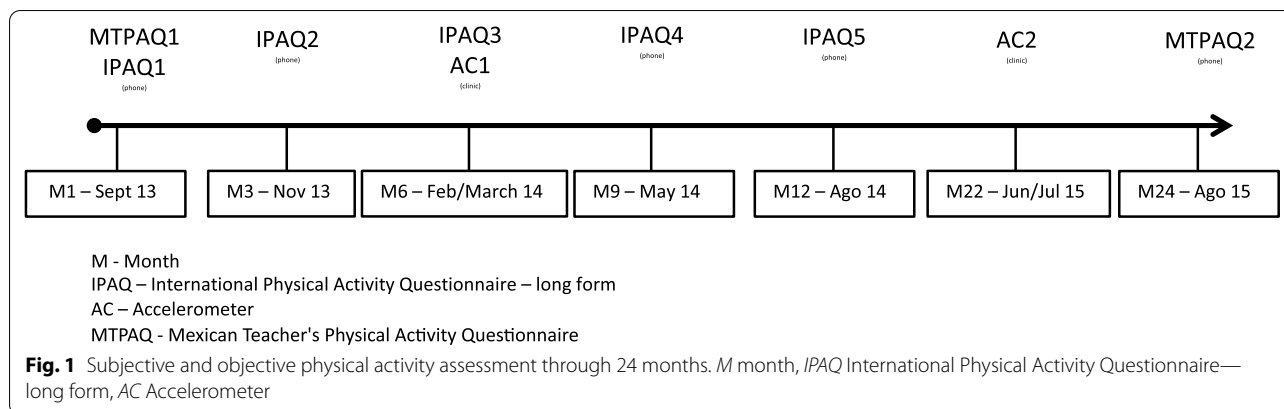 MTPAQ1
IPAQ1
(phone)
IPAQ2
(phone)
IPAQ3
AC1
(clinic)
IPAQ4
(phone)
IPAQ5
(phone)
AC2
(clinic)
MTPAQ2
(phone)
M1 – Sept 13
M3 – Nov 13
M6 – Feb/March 14
M9 – May 14
M12 – Ago 14
M22 – Jun/Jul 15
M24 – Ago 15
M - Month
IPAQ – International Physical Activity Questionnaire – long form
AC – Accelerometer
MTPAQ - Mexican Teacher's Physical Activity Questionnaire
Fig. 1 Subjective and objective physical activity assessment through 24 months. M month, IPAQ International Physical Activity Questionnaire—
long form, AC Accelerometer